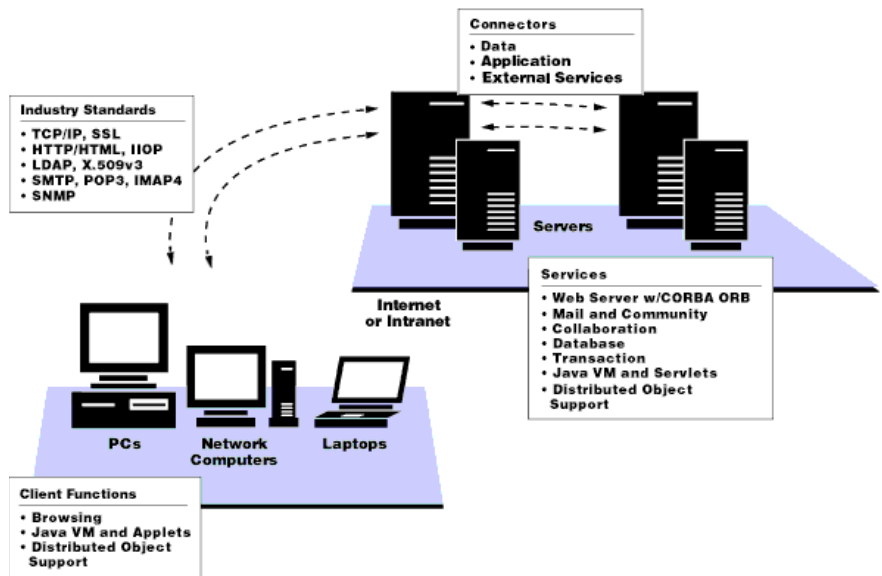 Connectors
• Data
• Application
• External Services
Industry Standards
• TCP/IP, SSL
• HTTP/HTML, IIOP
• LDAP, X.509v3
• SMTP, POP3, IMAP4
• SNMP
Servers
Services
• Web Server w/CORBA ORB
• Mail and Community
• Collaboration
• Database
• Transaction
• Java VM and Servlets
• Distributed Object
Support
Internet
or Intranet
PCs
Network
Computers
Laptops
Client Functions
• Browsing
• Java VM and Applets
• Distributed Object
Support